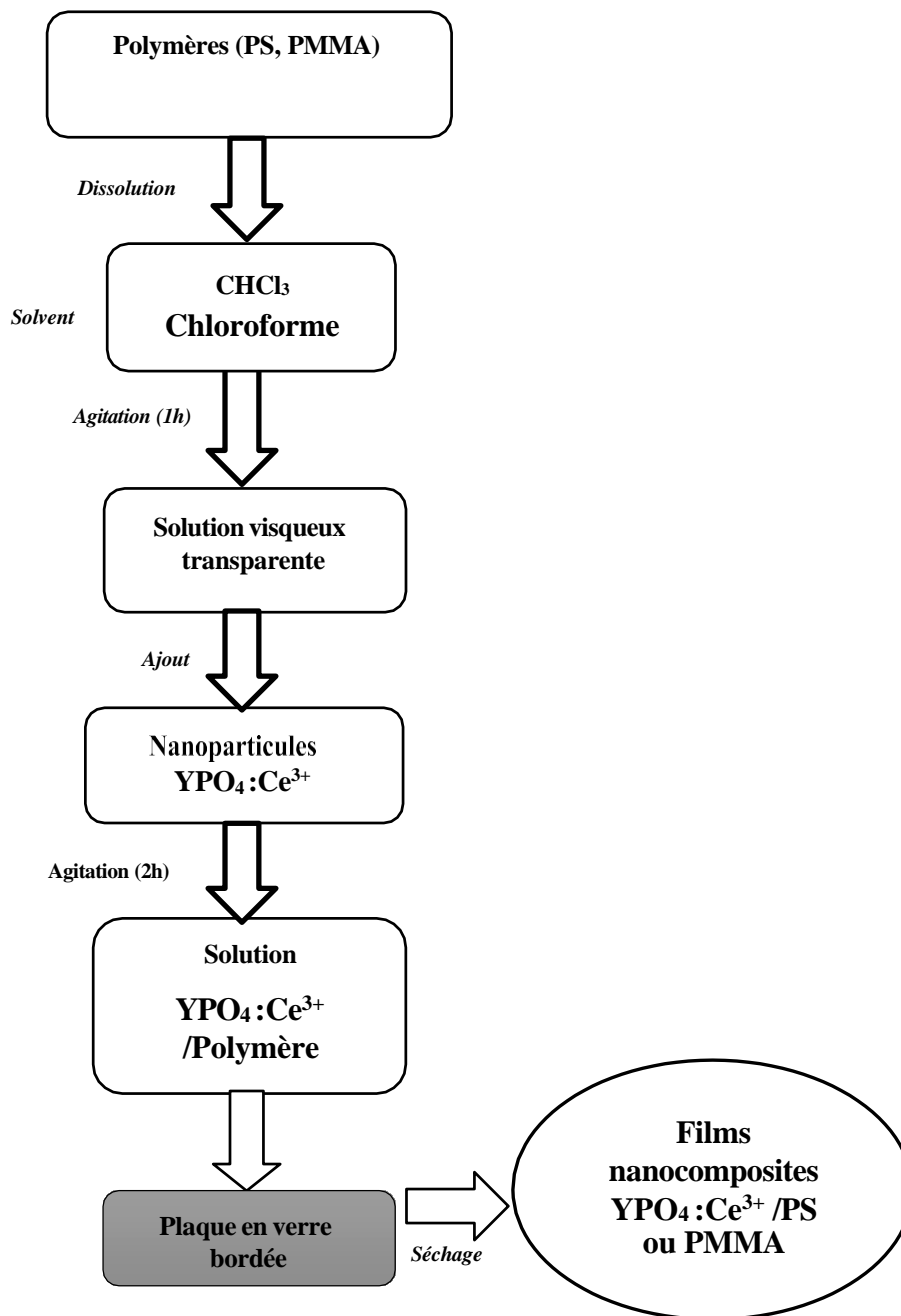 Polymères (PS, PMMA)
Dissolution
CHCl₃
Solvent
Chloroforme
Agitation (1h)
Solution visqueux
transparente
Ajout
Nanoparticules
YPO₄ :Ce³⁺
Agitation (2h)
Solution
YPO₄ :Ce³⁺
/Polymère
Plaque en verre
bordée
Séchage
Films
nanocomposites
YPO₄ :Ce³⁺ /PS
ou PMMA